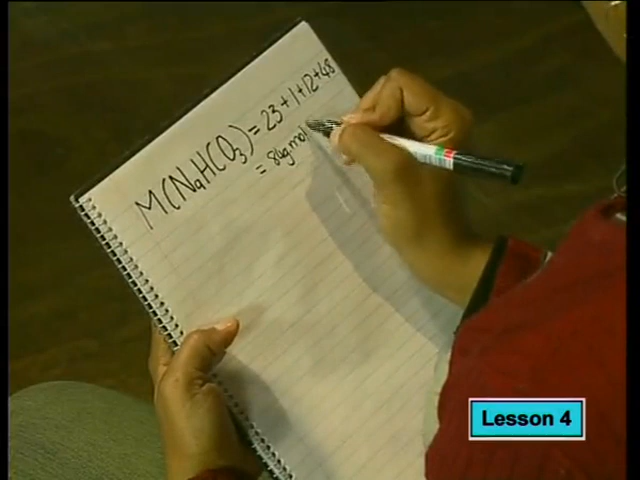 M(NaHCO3) = 23+1+12+48
= 84g.mol
Lesson 4